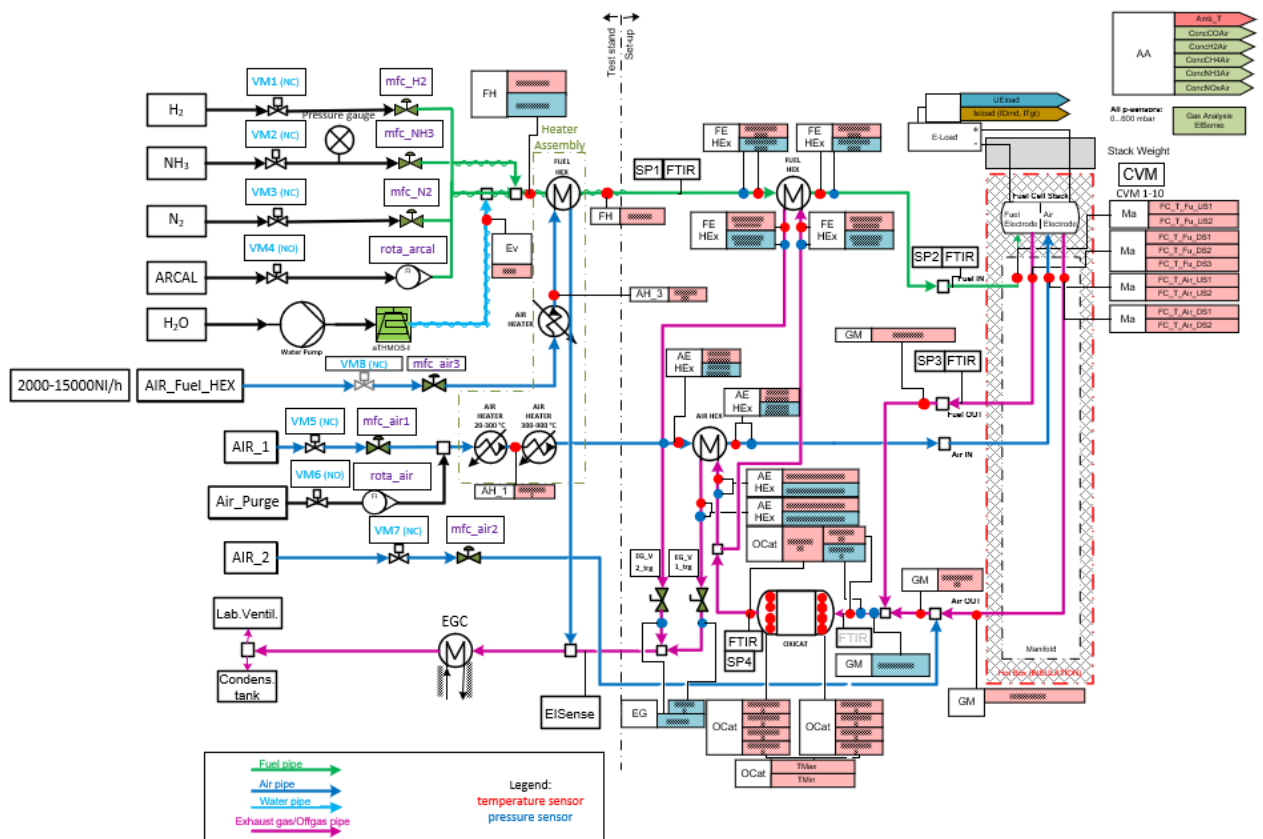 Test stand
Set-up
AA
Amb_T
ConcCOAir
ConcH2Air
ConcCH4Air
ConcNH3Air
ConcNOxAir
All p-sensors:
0...600 mbar
Gas Analysis
ElSense
H₂
VM1 (NC)
mfc_H2
Pressure gauge
NH₃
VM2 (NC)
mfc_NH3
N₂
VM3 (NC)
mfc_N2
ARCAL
VM4 (NO)
rota_arcal
FI
H₂O
Water Pump
aTHMOS-I
2000-15000Nl/h
AIR_Fuel_HEX
VM8 (NC)
mfc_air3
AIR_1
VM5 (NC)
mfc_air1
Air_Purge
VM6 (NO)
rota_air
FI
AIR_2
VM7 (NC)
mfc_air2
Lab.Ventil.
Condens.
tank
EGC
M
ElSense
FH
Heater
Assembly
FUEL
HEX
M
FH
Ev
AH_3
AIR
HEATER
AIR
HEATER
20-300 °C
AIR
HEATER
300-900 °C
AH_1
SP1
FTIR
FE
HEx
FUEL
HEX
M
FE
HEx
FE
HEx
FE
HEx
AE
HEx
AIR HEX
M
AE
HEx
AE
HEx
AE
HEx
OCat
EG_V
2_trg
EG_V
1_trg
FTIR
SP4
OXICAT
FTIR
GM
EG
OCat
OCat
OCat
TMax
TMin
UEload
Ieload (IDmd, ITgt)
E-Load
+
-
Stack Weight
CVM
CVM 1-10
Fuel Cell Stack
Fuel
Electrode
Air
Electrode
Ma
FC_T_Fu_US1
FC_T_Fu_US2
Ma
FC_T_Fu_DS1
FC_T_Fu_DS2
FC_T_Fu_DS3
Ma
FC_T_Air_US1
FC_T_Air_US2
Ma
FC_T_Air_DS1
FC_T_Air_DS2
SP2
FTIR
Fuel IN
GM
SP3
FTIR
Fuel OUT
Air IN
GM
Air OUT
Manifold
Hot Box (INSULATION)
GM
Fuel pipe
Air pipe
Water pipe
Exhaust gas/Offgas pipe
Legend:
temperature sensor
pressure sensor